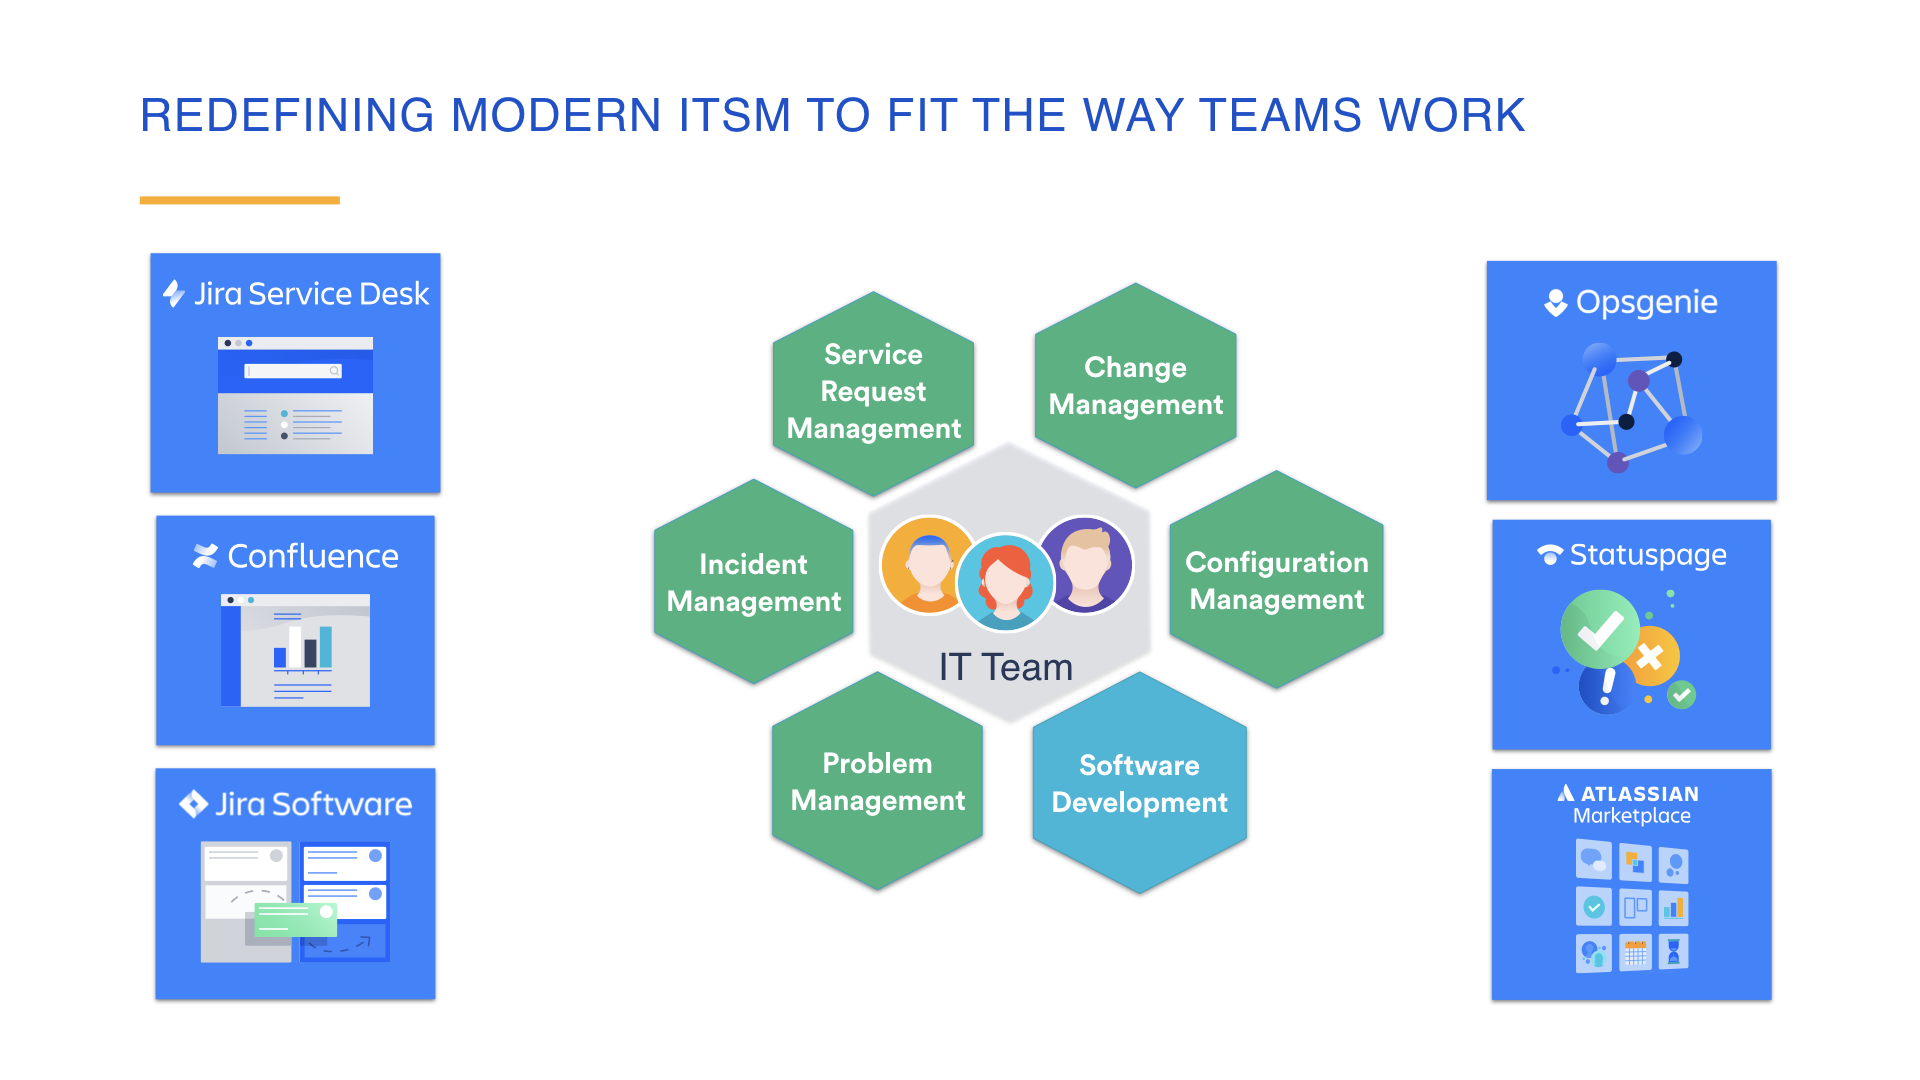 REDEFINING MODERN ITSM TO FIT THE WAY TEAMS WORK
Jira Service Desk
Confluence
Jira Software
Service
Request
Management
Change
Management
Incident
Management
IT Team
Configuration
Management
Problem
Management
Software
Development
Opsgenie
Statuspage
ATLASSIAN
Marketplace